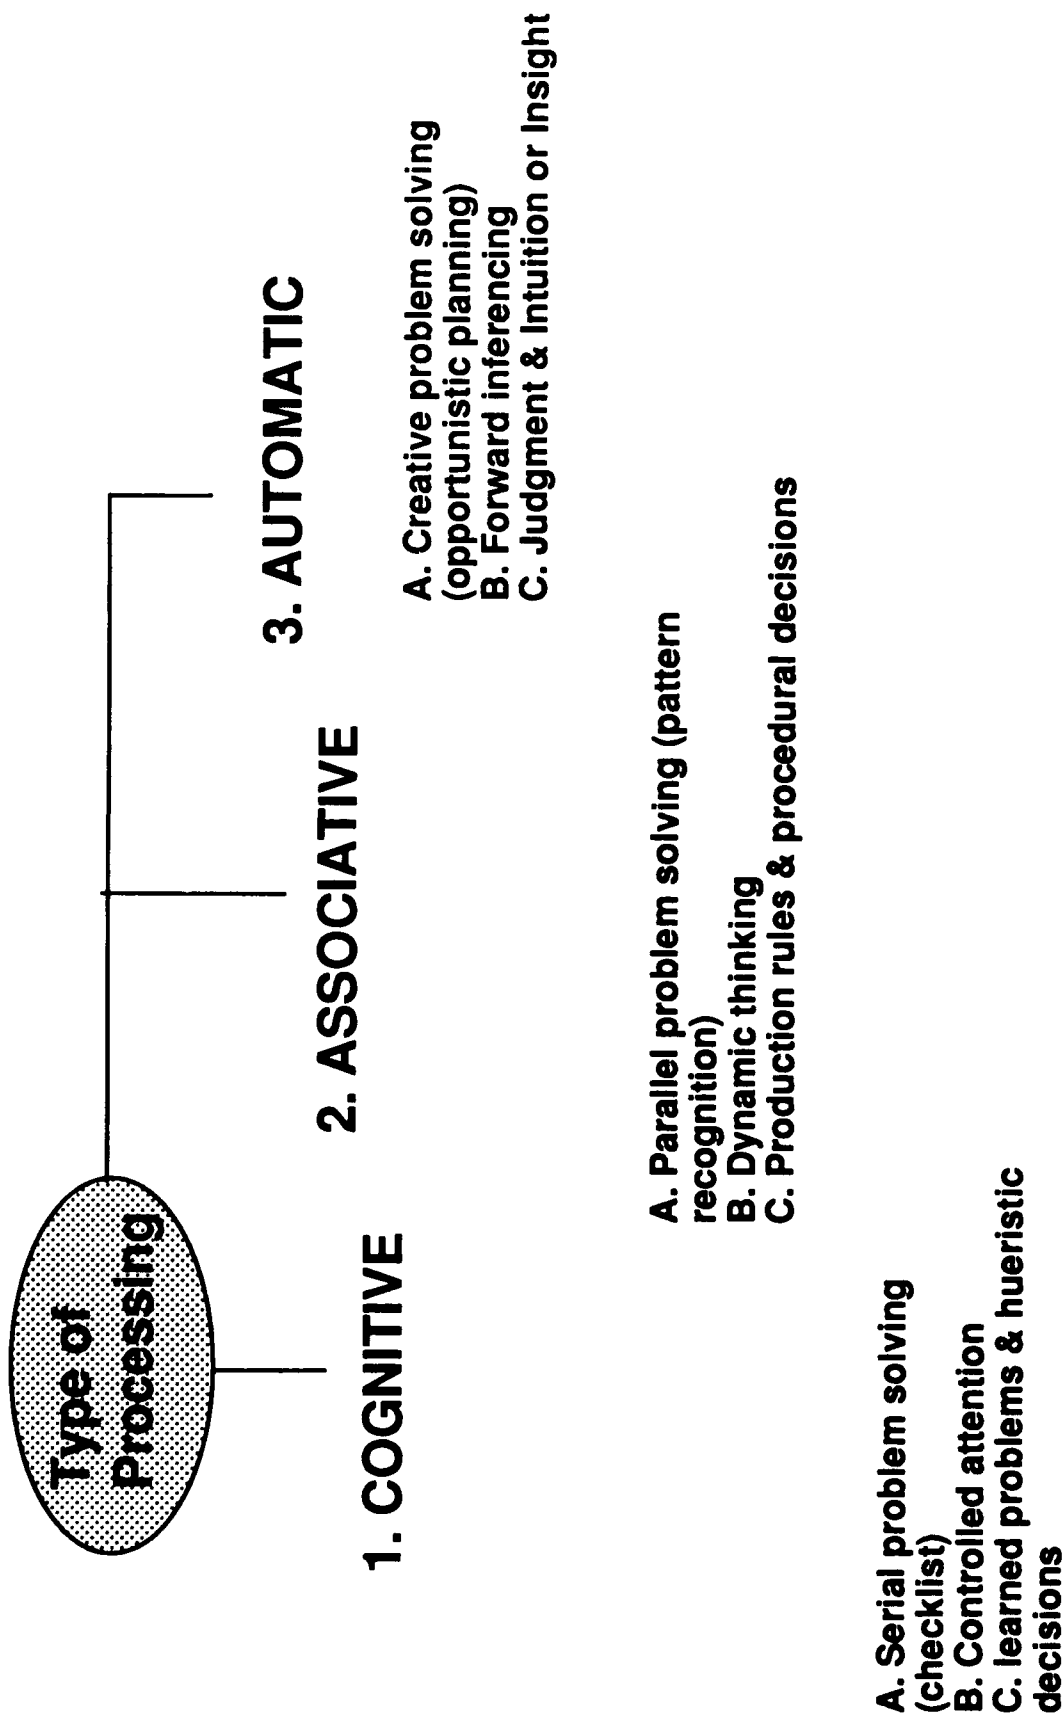 Type of
Processing
1. COGNITIVE
2. ASSOCIATIVE
3. AUTOMATIC
A. Creative problem solving
(opportunistic planning)
B. Forward inferencing
C. Judgment & Intuition or Insight
A. Parallel problem solving (pattern
recognition)
B. Dynamic thinking
C. Production rules & procedural decisions
A. Serial problem solving
(checklist)
B. Controlled attention
C. learned problems & hueristic
decisions